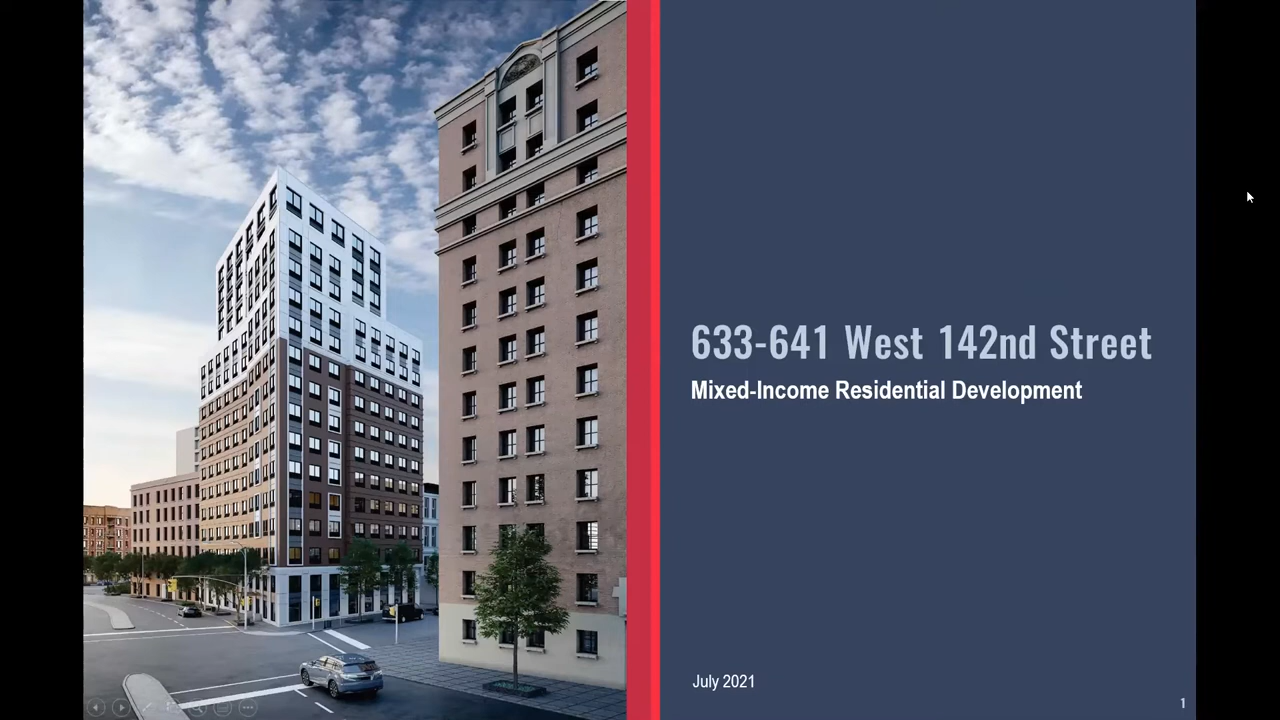 633-641 West 142nd Street
Mixed-Income Residential Development
July 2021
1